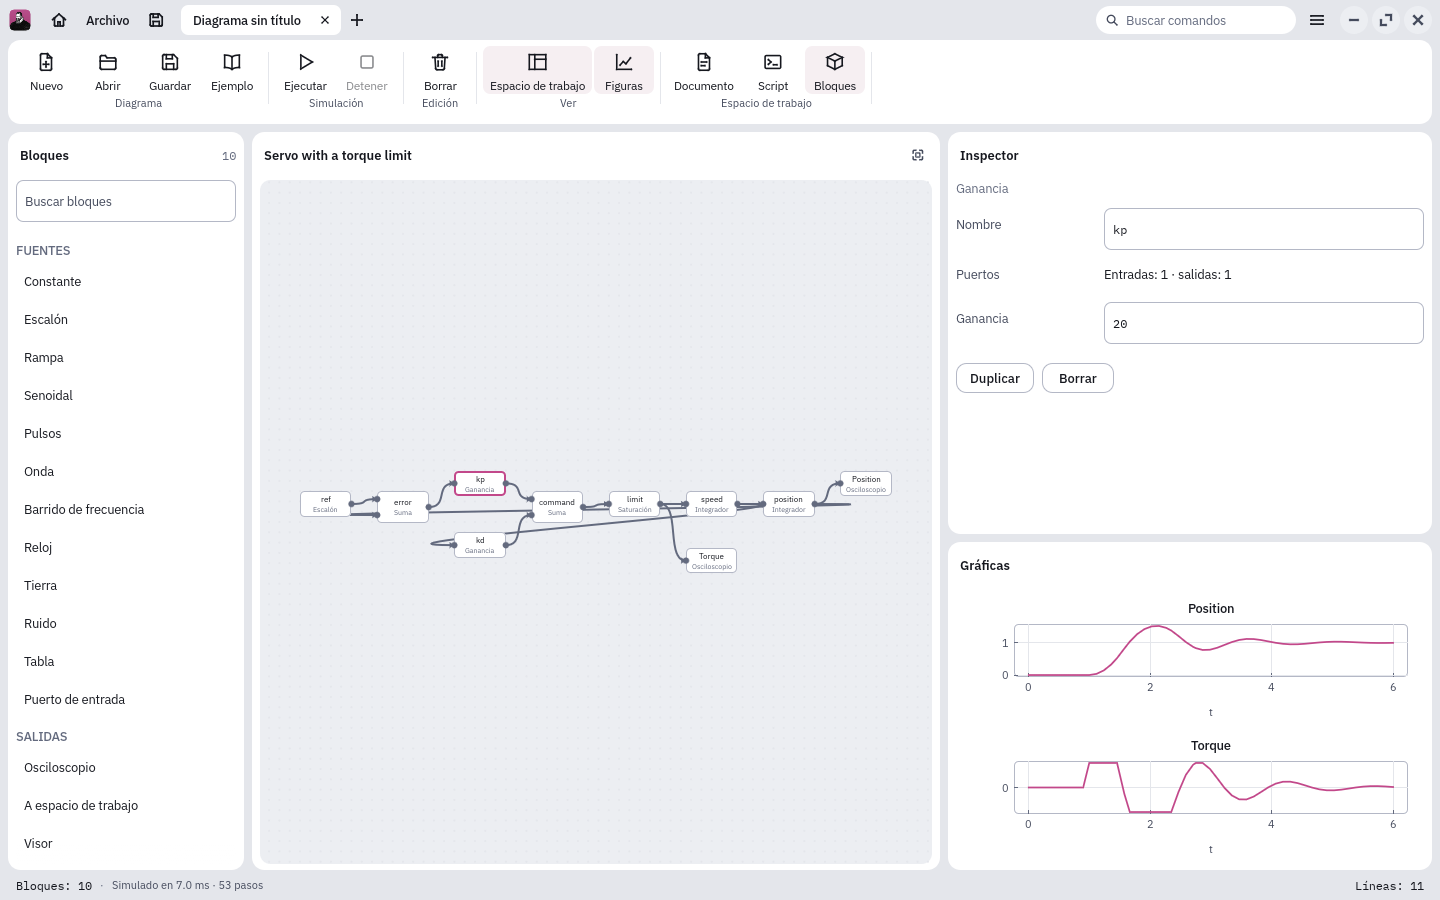 Archivo
Diagrama sin título
Buscar comandos
Nuevo
Abrir
Guardar
Ejemplo
Diagrama
Ejecutar
Detener
Simulación
Borrar
Edición
Espacio de trabajo
Figuras
Ver
Documento
Script
Bloques
Espacio de trabajo
Bloques
10
Buscar bloques
FUENTES
Constante
Escalón
Rampa
Senoidal
Pulsos
Onda
Barrido de frecuencia
Reloj
Tierra
Ruido
Tabla
Puerto de entrada
SALIDAS
Osciloscopio
A espacio de trabajo
Visor
Servo with a torque limit
ref
Escalón
error
Suma
kp
Ganancia
kd
Ganancia
command
Suma
limit
Saturación
speed
Integrador
position
Integrador
Position
Osciloscopio
Torque
Osciloscopio
Inspector
Ganancia
Nombre
kp
Puertos
Entradas: 1 · salidas: 1
Ganancia
20
Duplicar
Borrar
Gráficas
Position
1
0
0 2 4 6
t
Torque
0
0 2 4 6
t
Bloques: 10 · Simulado en 7.0 ms · 53 pasos
Líneas: 11